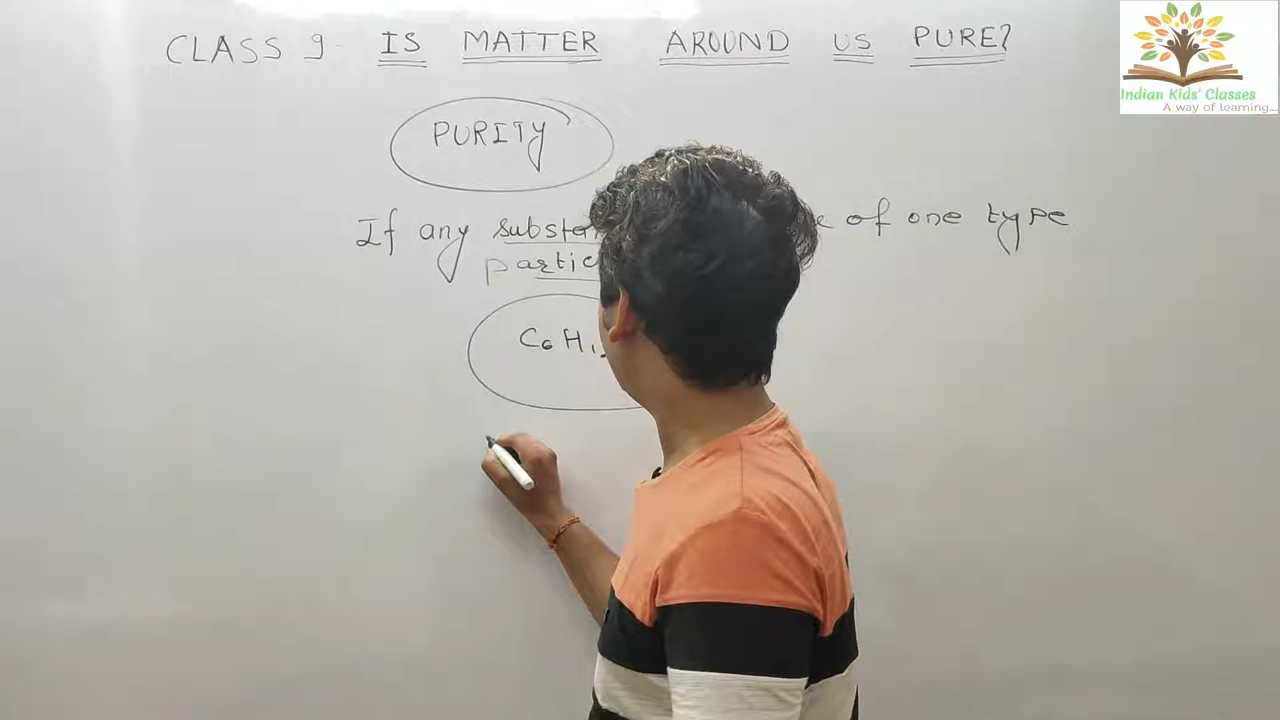 CLASS 9 - IS MATTER AROUND US PURE?
Indian Kids' Classes
A way of learning...
PURITY
If any of one type
C6H